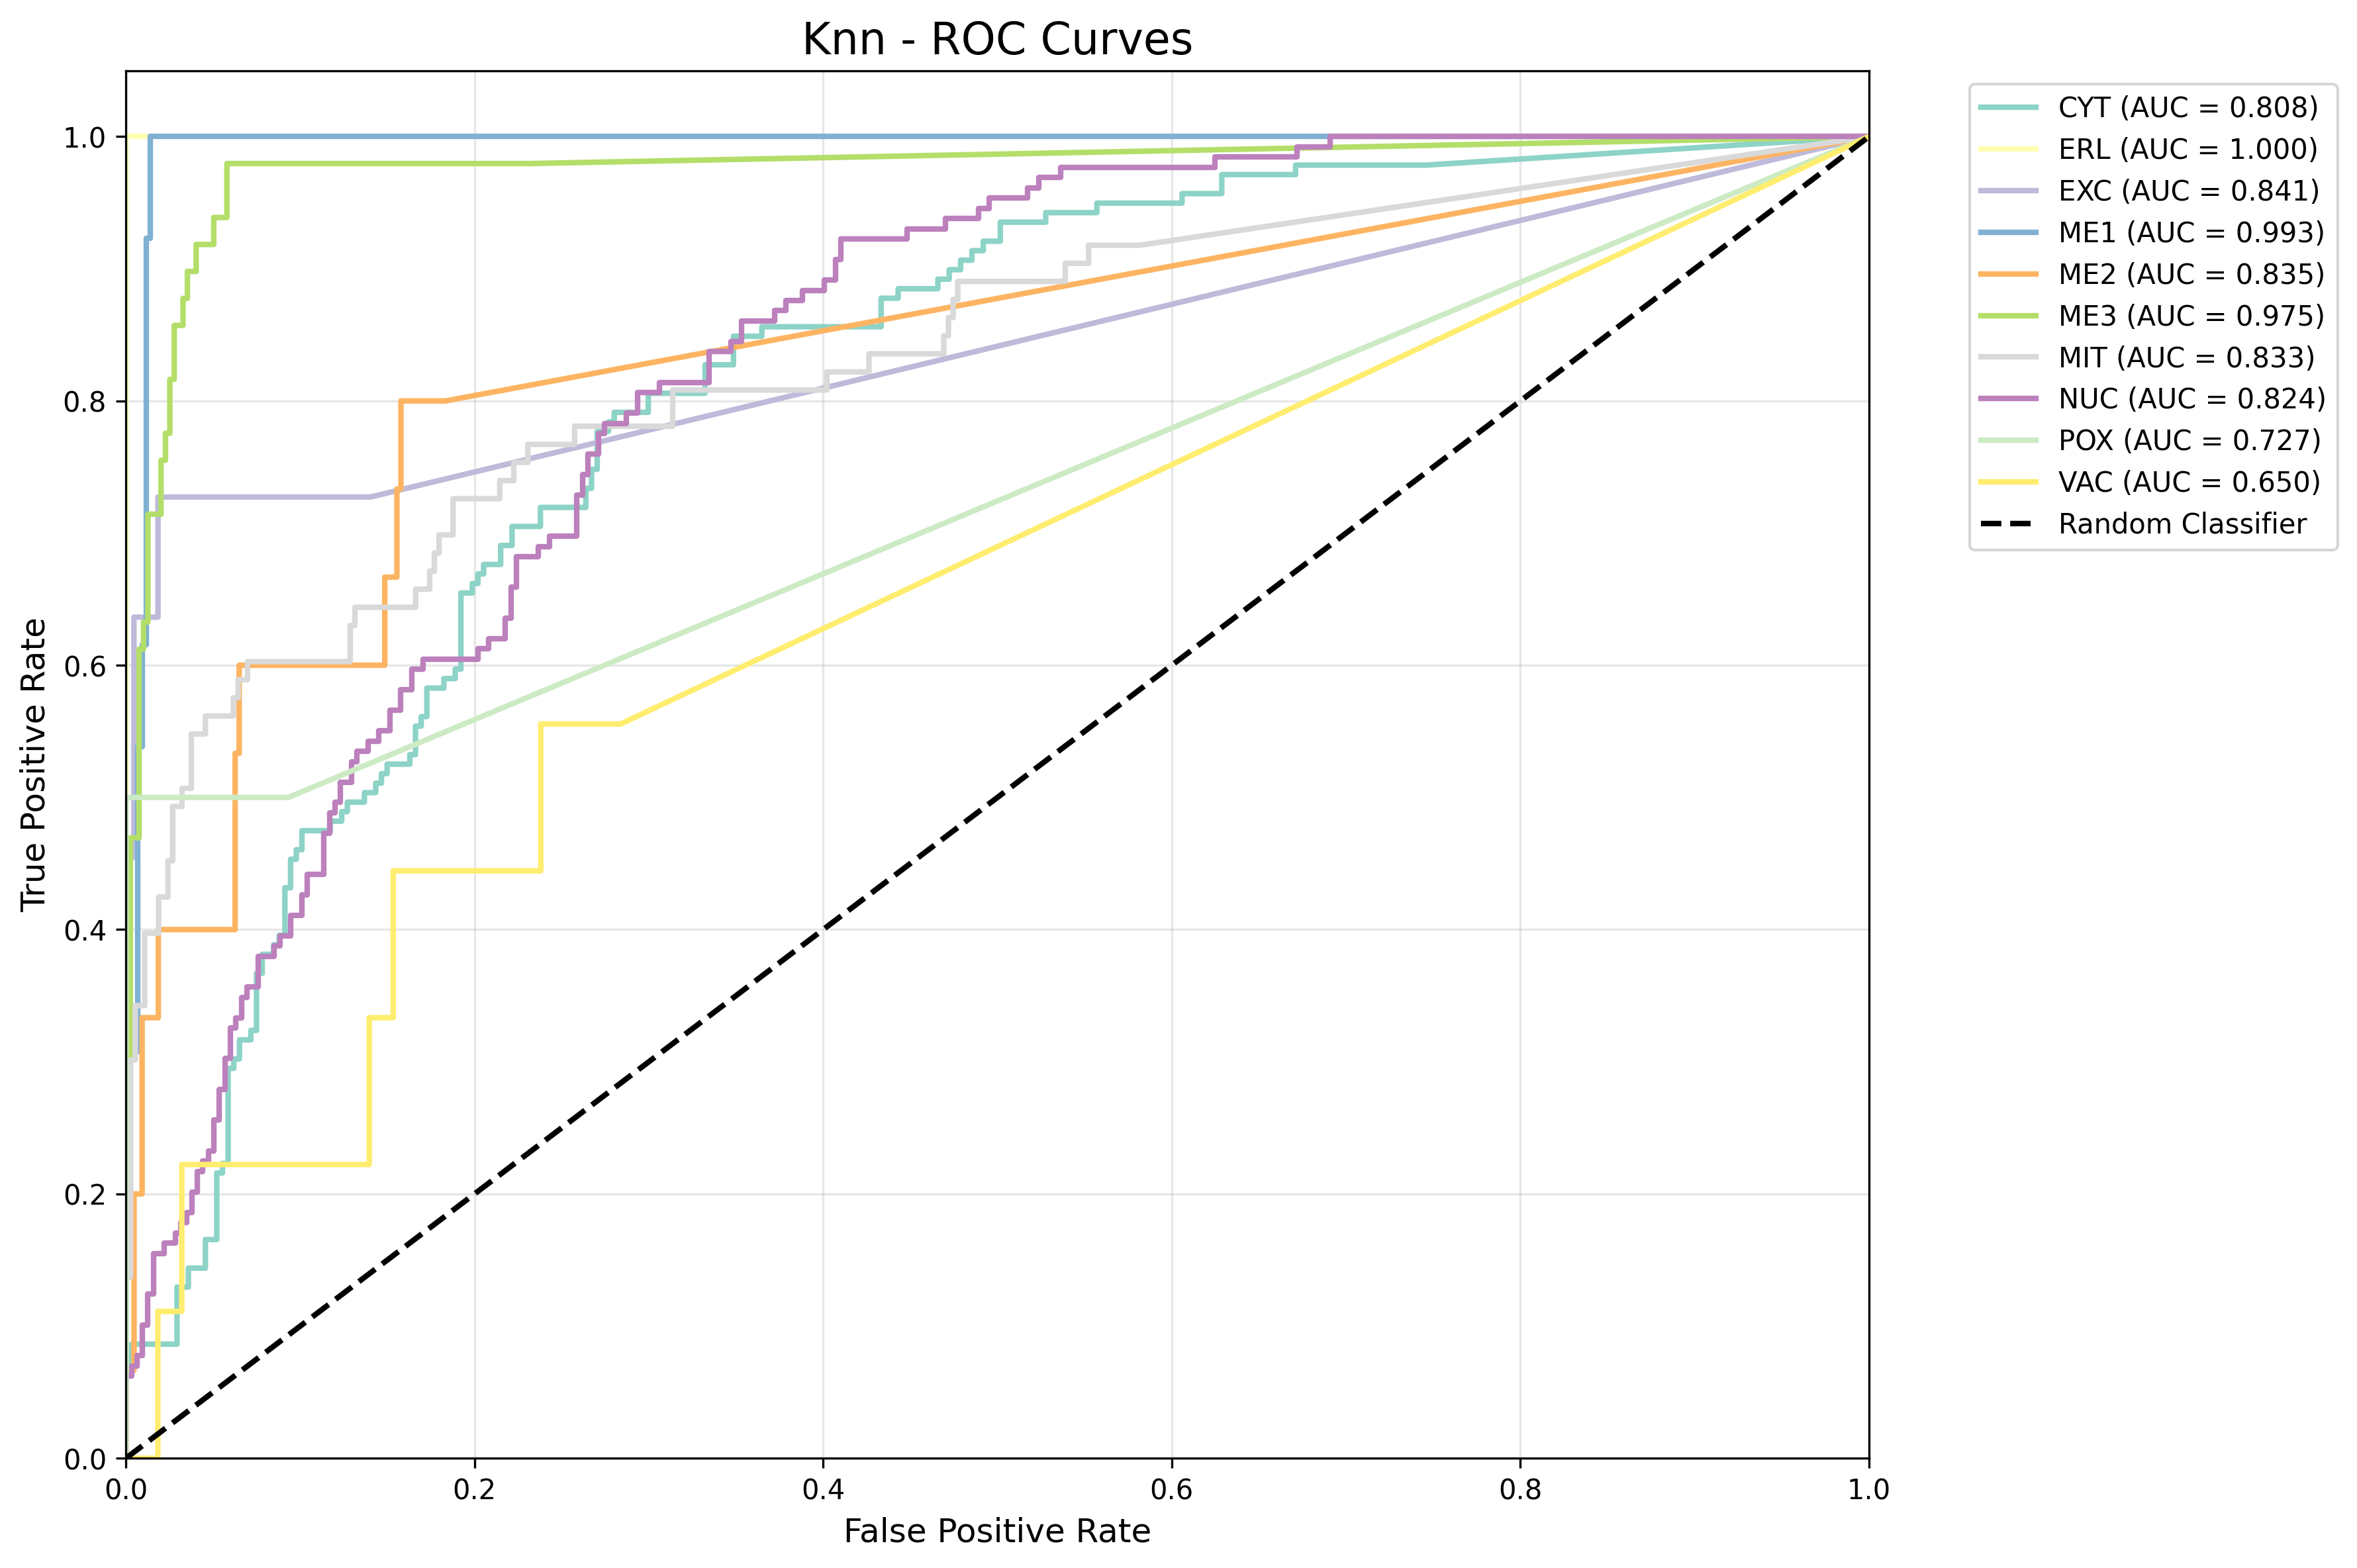 Knn - ROC Curves
CYT (AUC = 0.808)
ERL (AUC = 1.000)
EXC (AUC = 0.841)
ME1 (AUC = 0.993)
ME2 (AUC = 0.835)
ME3 (AUC = 0.975)
MIT (AUC = 0.833)
NUC (AUC = 0.824)
POX (AUC = 0.727)
VAC (AUC = 0.650)
Random Classifier
True Positive Rate
1.0
0.8
0.6
0.4
0.2
0.0
0.0 0.2 0.4 0.6 0.8 1.0
False Positive Rate